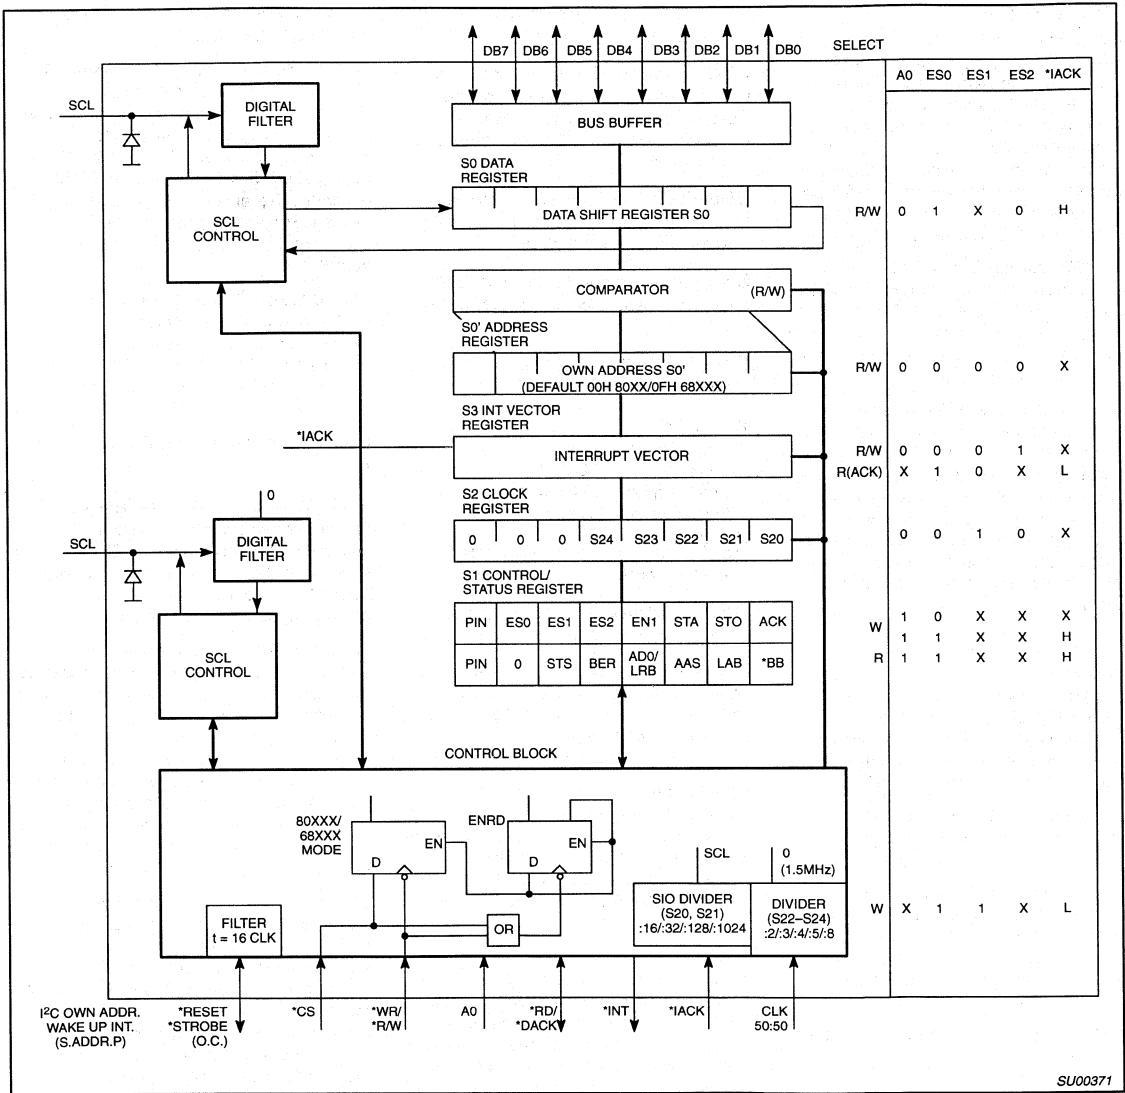 DB7 DB6 DB5 DB4 DB3 DB2 DB1 DB0
SELECT
A0 ES0 ES1 ES2 *IACK
SCL
DIGITAL
FILTER
BUS BUFFER
S0 DATA
REGISTER
SCL
CONTROL
DATA SHIFT REGISTER S0
R/W 0 1 X 0 H
COMPARATOR (R/W)
S0' ADDRESS
REGISTER
OWN ADDRESS S0'
(DEFAULT 00H 80XX/0FH 68XXX)
R/W 0 0 0 0 X
S3 INT VECTOR
REGISTER
*IACK
INTERRUPT VECTOR
R/W 0 0 0 1 X
R(ACK) X 1 0 X L
S2 CLOCK
REGISTER
0
SCL
DIGITAL
FILTER
0 0 0 S24 S23 S22 S21 S20
0 0 1 0 X
S1 CONTROL/
STATUS REGISTER
PIN ES0 ES1 ES2 EN1 STA STO ACK
PIN 0 STS BER AD0/
LRB AAS LAB *BB
W 1 0 X X X
1 1 X X H
R 1 1 X X H
SCL
CONTROL
CONTROL BLOCK
80XXX/
68XXX
MODE
EN
D
ENRD
EN
D
SCL
0
(1.5MHz)
FILTER
t = 16 CLK
OR
SIO DIVIDER
(S20, S21)
:16/:32/:128/:1024
DIVIDER
(S22–S24)
:2/:3/:4/:5/:8
W X 1 1 X L
I²C OWN ADDR.
WAKE UP INT.
(S.ADDR.P)
*RESET
*STROBE
(O.C.)
*CS
*WR/
*R/W
A0
*RD/
*DACK
*INT
*IACK
CLK
50:50
SU00371